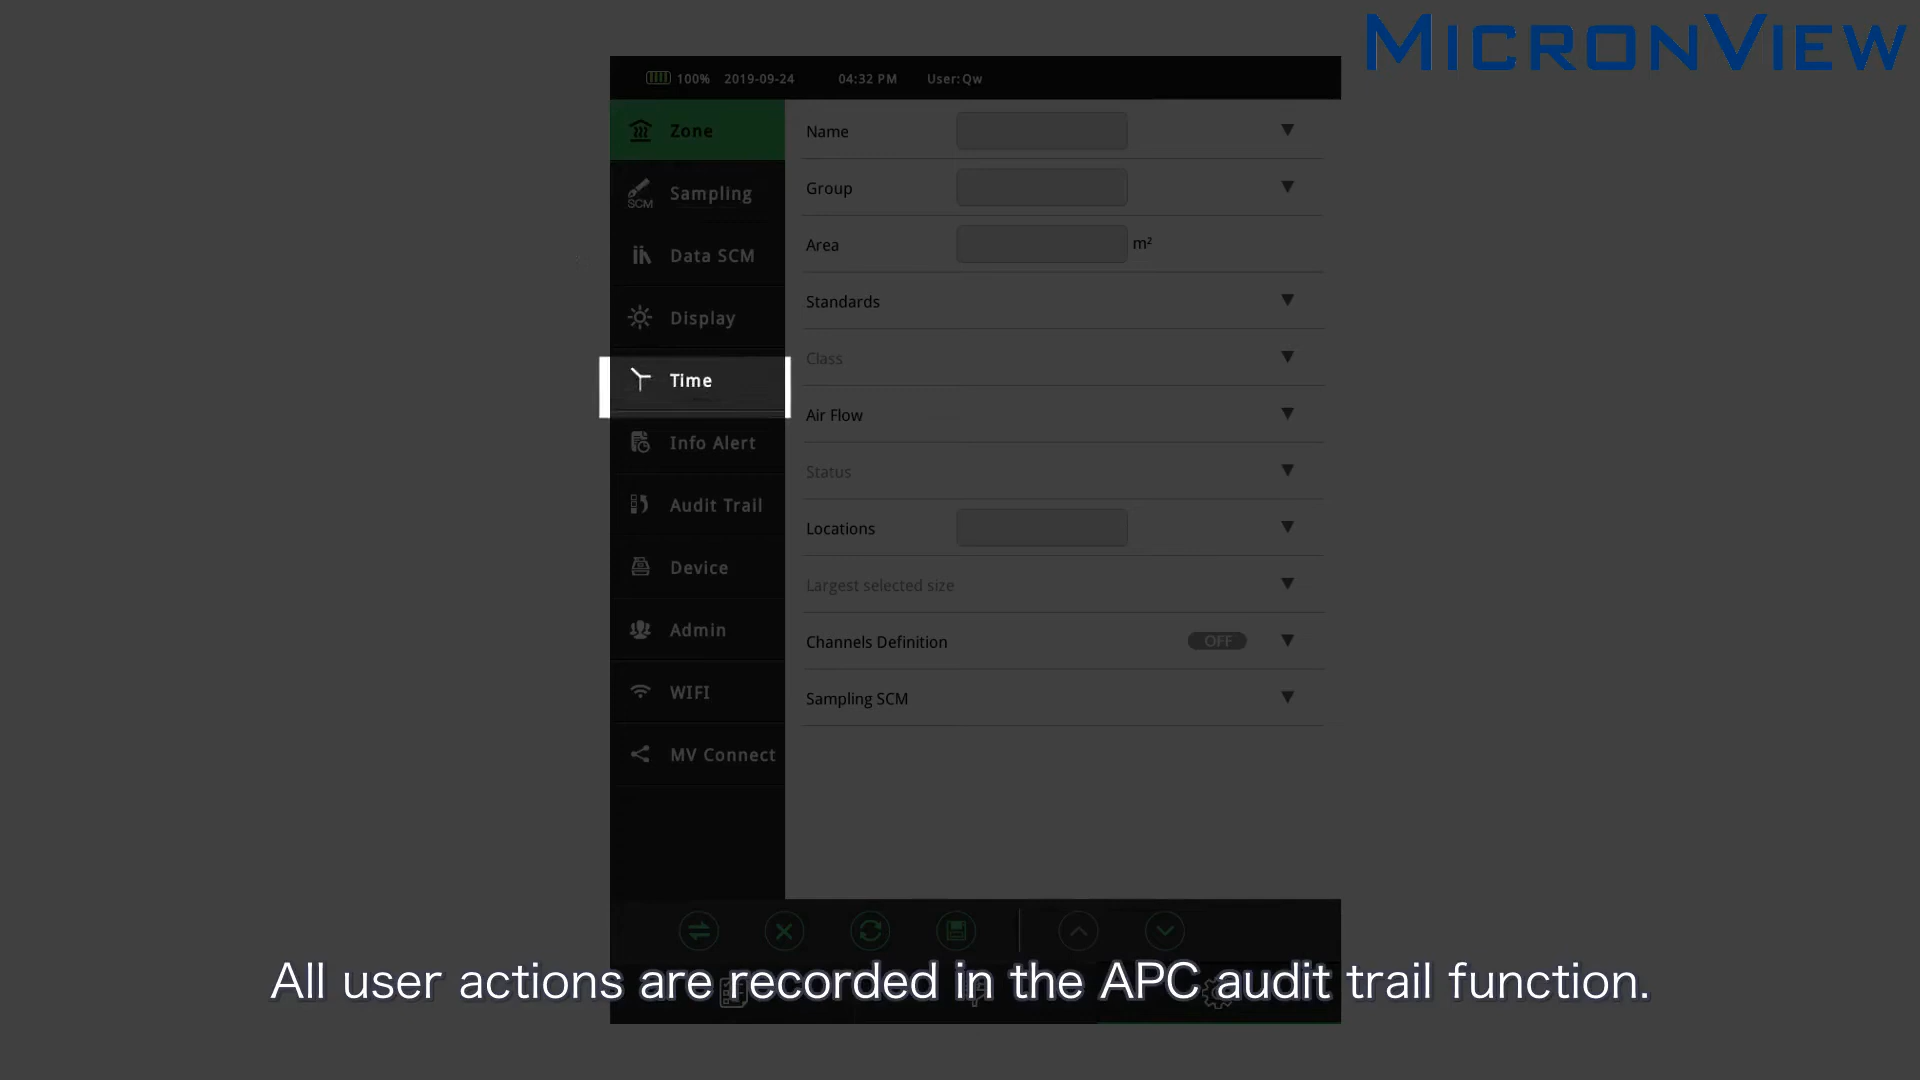 MICRONVIEW
100% 2019-09-24 04:32 PM User:Qw
Zone
SCM
Sampling
Data SCM
Display
Time
Info Alert
Audit Trail
Device
Admin
WIFI
MV Connect
Name
Group
Area m²
Standards
Class
Air Flow
Status
Locations
Largest selected size
Channels Definition OFF
Sampling SCM
All user actions are recorded in the APC audit trail function.